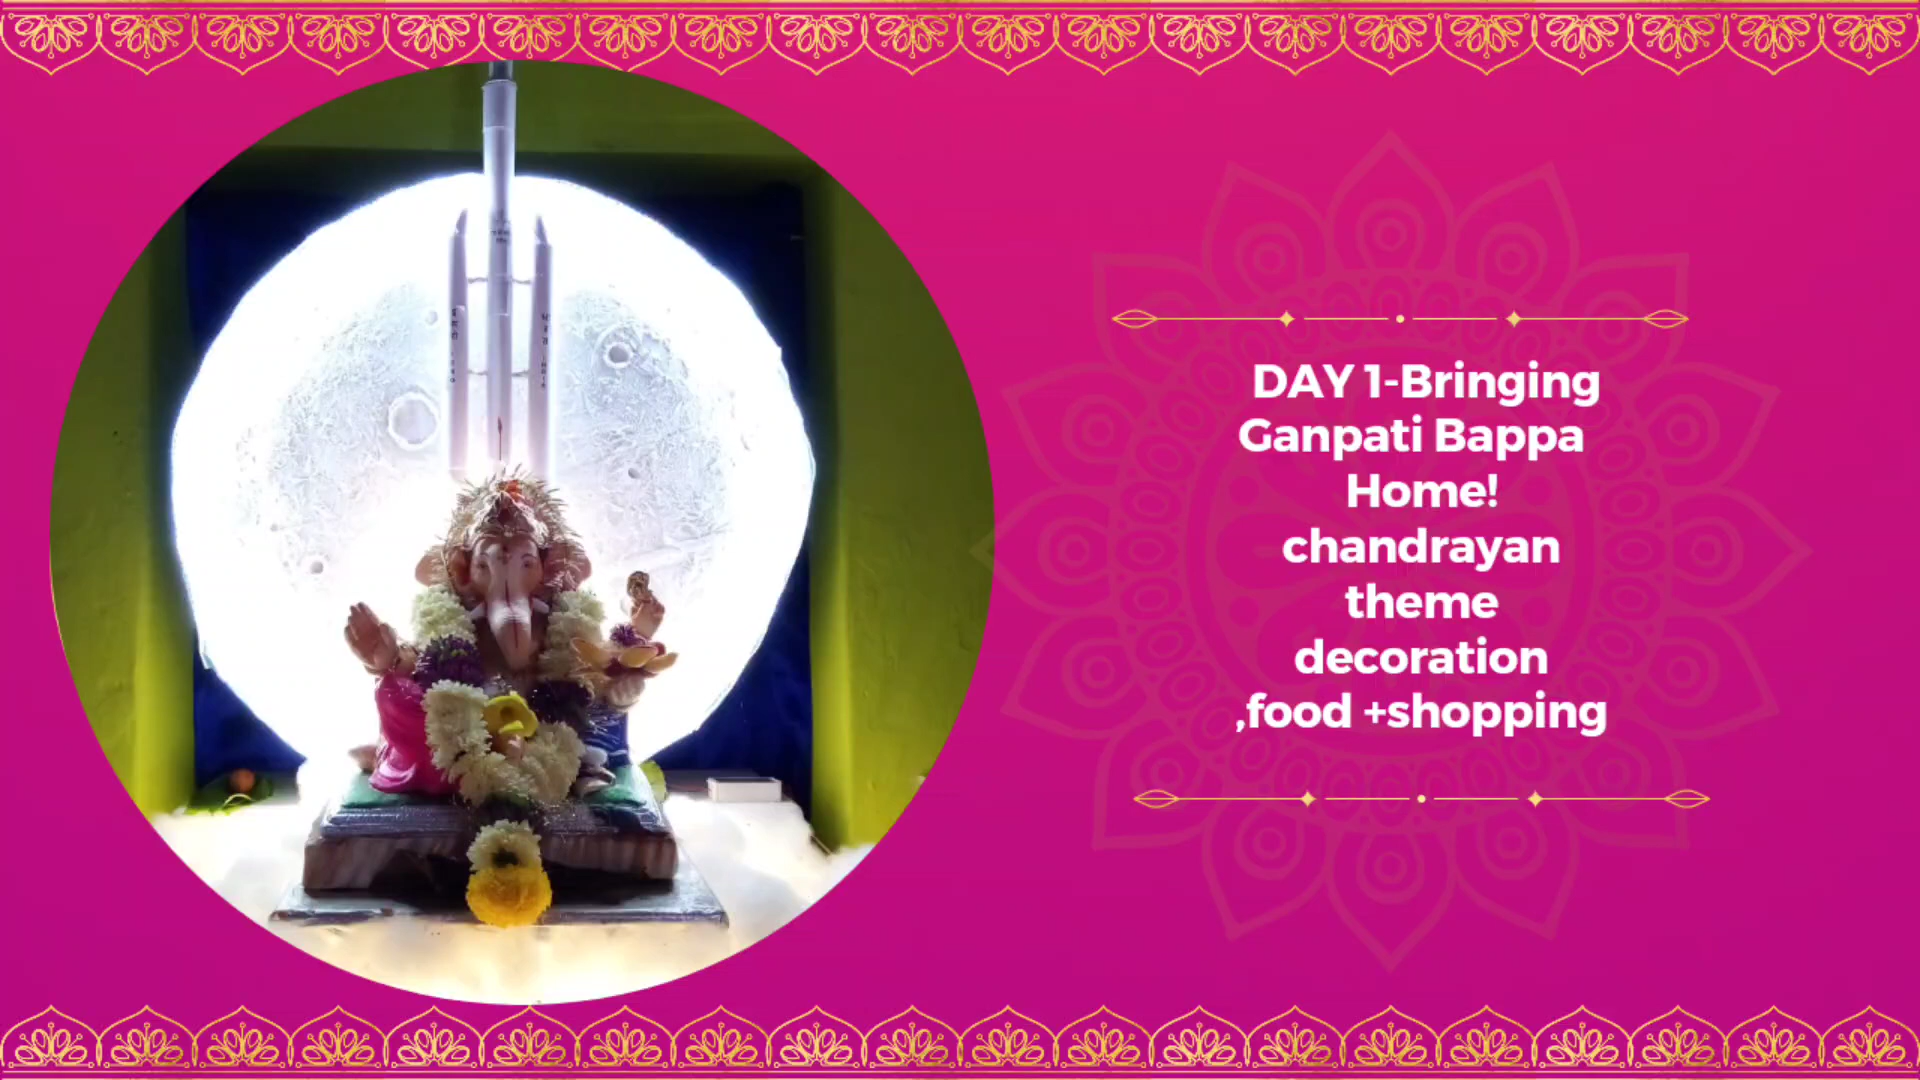 DAY 1-Bringing
Ganpati Bappa
Home!
chandrayan
theme
decoration
,food +shopping